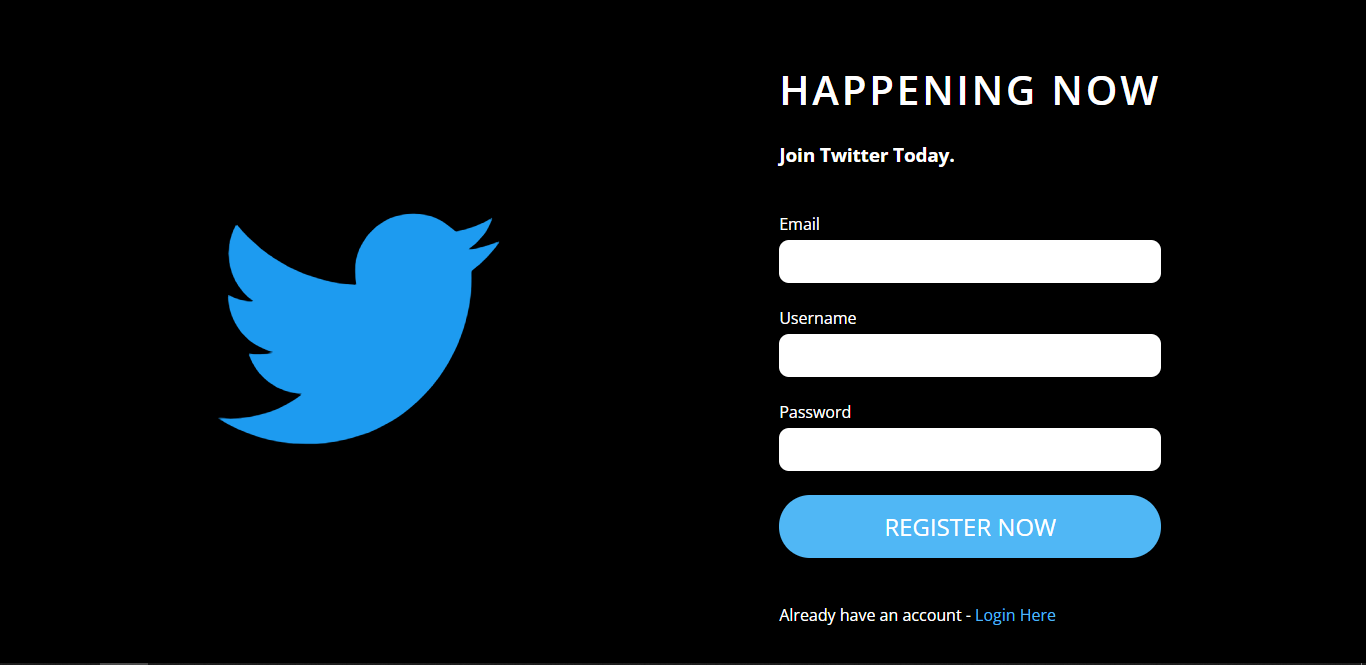 HAPPENING NOW
Join Twitter Today.
Email
Username
Password
REGISTER NOW
Already have an account - Login Here